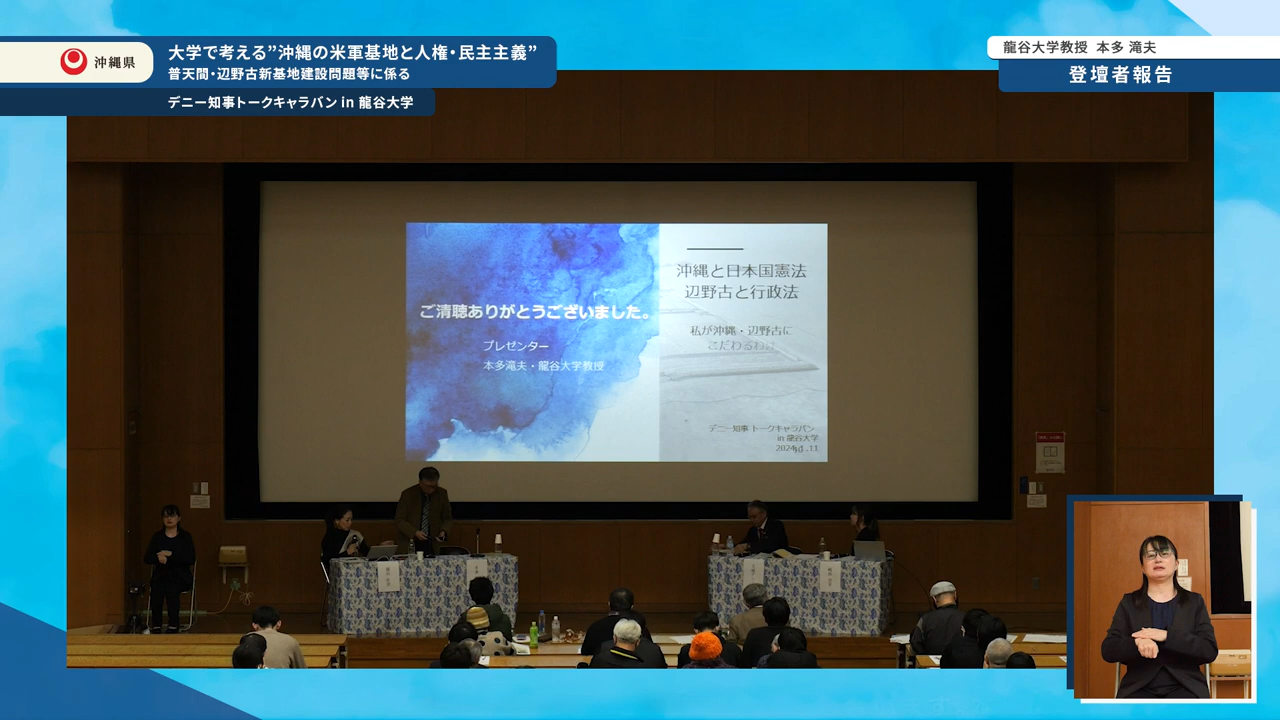 沖縄県
大学で考える”沖縄の米軍基地と人権・民主主義”
普天間・辺野古新基地建設問題等に係る
デニー知事トークキャラバン in 龍谷大学
龍谷大学教授 本多 滝夫
登壇者報告
ご清聴ありがとうございました。
プレゼンター
本多滝夫・龍谷大学教授
沖縄と日本国憲法
辺野古と行政法
私が沖縄・辺野古に
こだわるわけ
デニー知事 トークキャラバン
in 龍谷大学